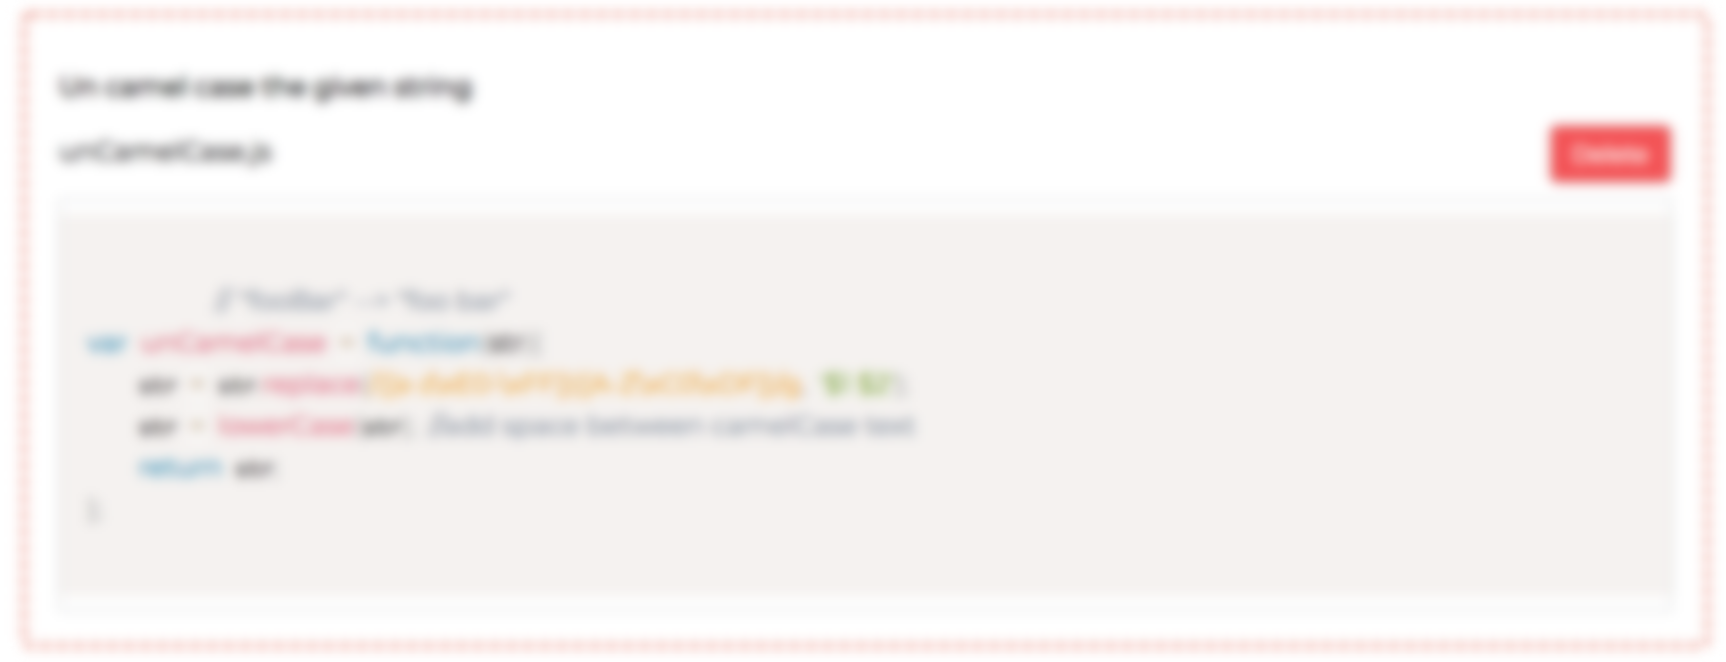 Un camel case the given string
unCamelCase.js
Delete
// "fooBar" --> "foo bar"
var unCamelCase = function(str){
str = str.replace( '$1 $2');
str = lowerCase(str); //add space between camelCase text
return str;
};